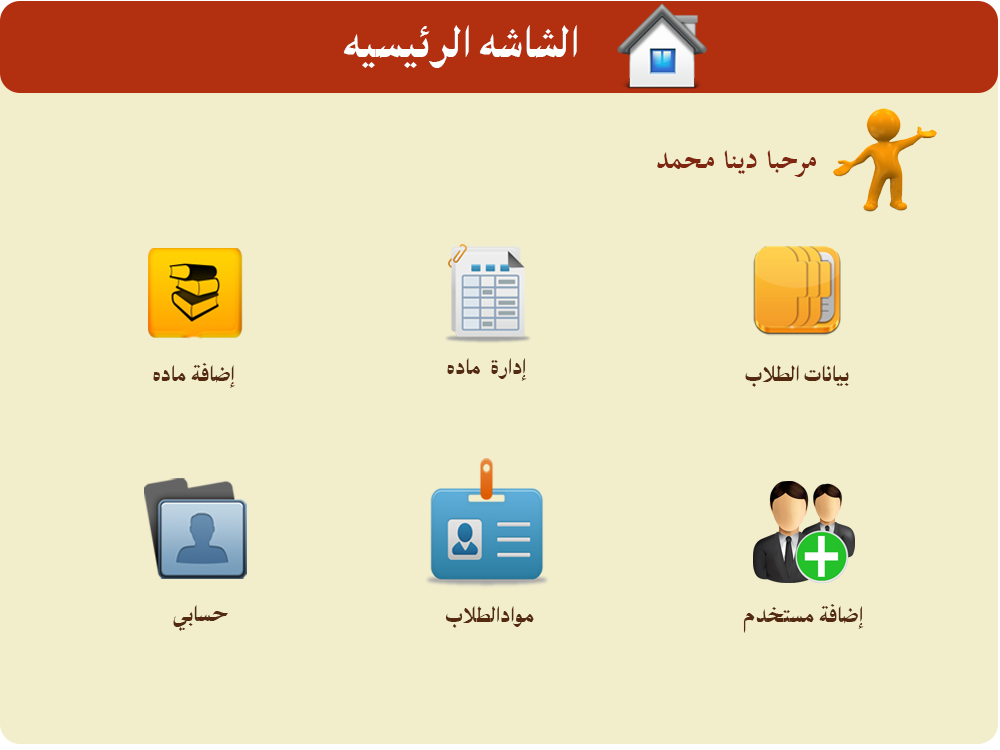 الشاشه الرئيسيه
مرحبا دينا محمد
بيانات الطلاب
إدارة ماده
إضافة ماده
إضافة مستخدم
موادالطلاب
حسابي